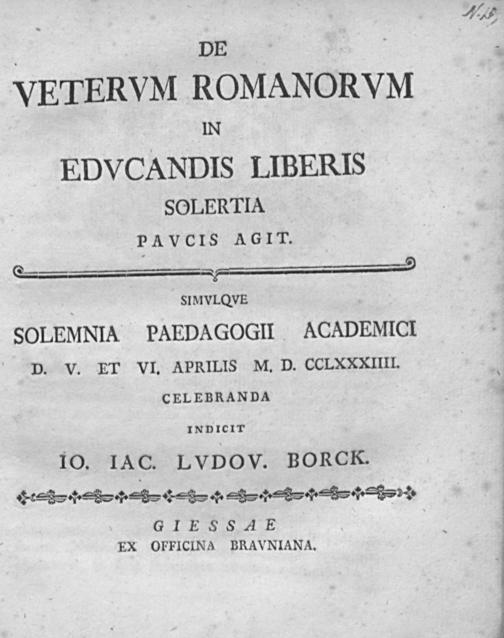 DE
VETERVM ROMANORVM
IN
EDVCANDIS LIBERIS
SOLERTIA
PAVCIS AGIT.
SIMVLQVE
SOLEMNIA PAEDAGOGII ACADEMICI
D. V. ET VI. APRILIS M. D. CCLXXXIIII.
CELEBRANDA
INDICIT
IO. IAC. LVDOV. BORCK.
GIESSAE
EX OFFICINA BRAVNIANA.